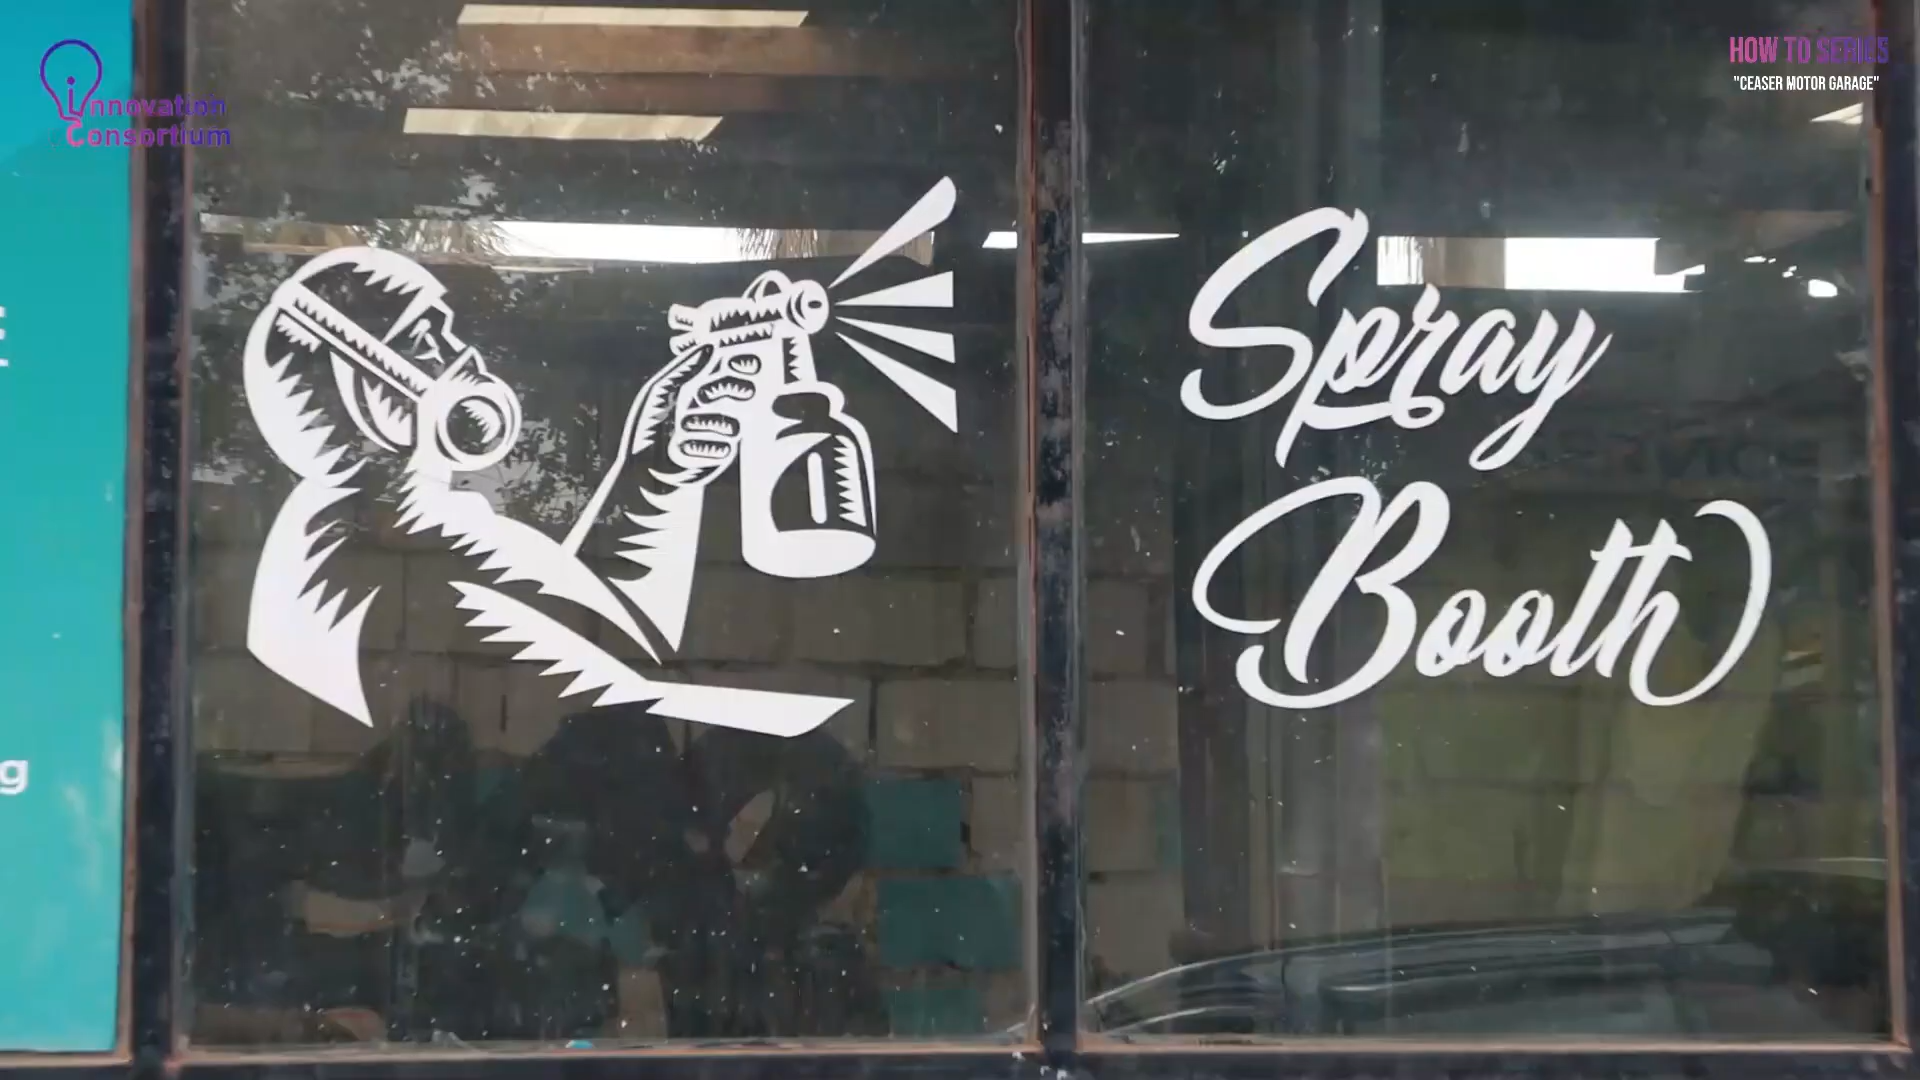 innovation
Consortium
HOW TO SERIES
"CEASER MOTOR GARAGE"
Spray
Booth
g